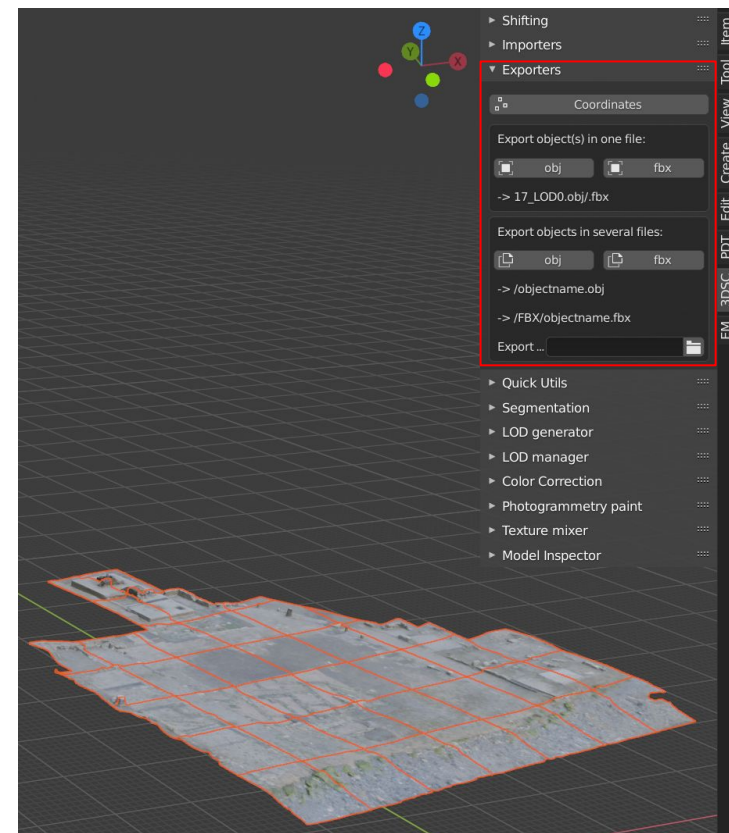 Shifting
Importers
Exporters
Coordinates
Export object(s) in one file:
obj fbx
-> 17_LOD0.obj/.fbx
Export objects in several files:
obj fbx
-> /objectname.obj
-> /FBX/objectname.fbx
Export ...
Quick Utils
Segmentation
LOD generator
LOD manager
Color Correction
Photogrammetry paint
Texture mixer
Model Inspector
Item
Tool
View
Create
Edit
PDT
3DSC
EM
Z
Y
X